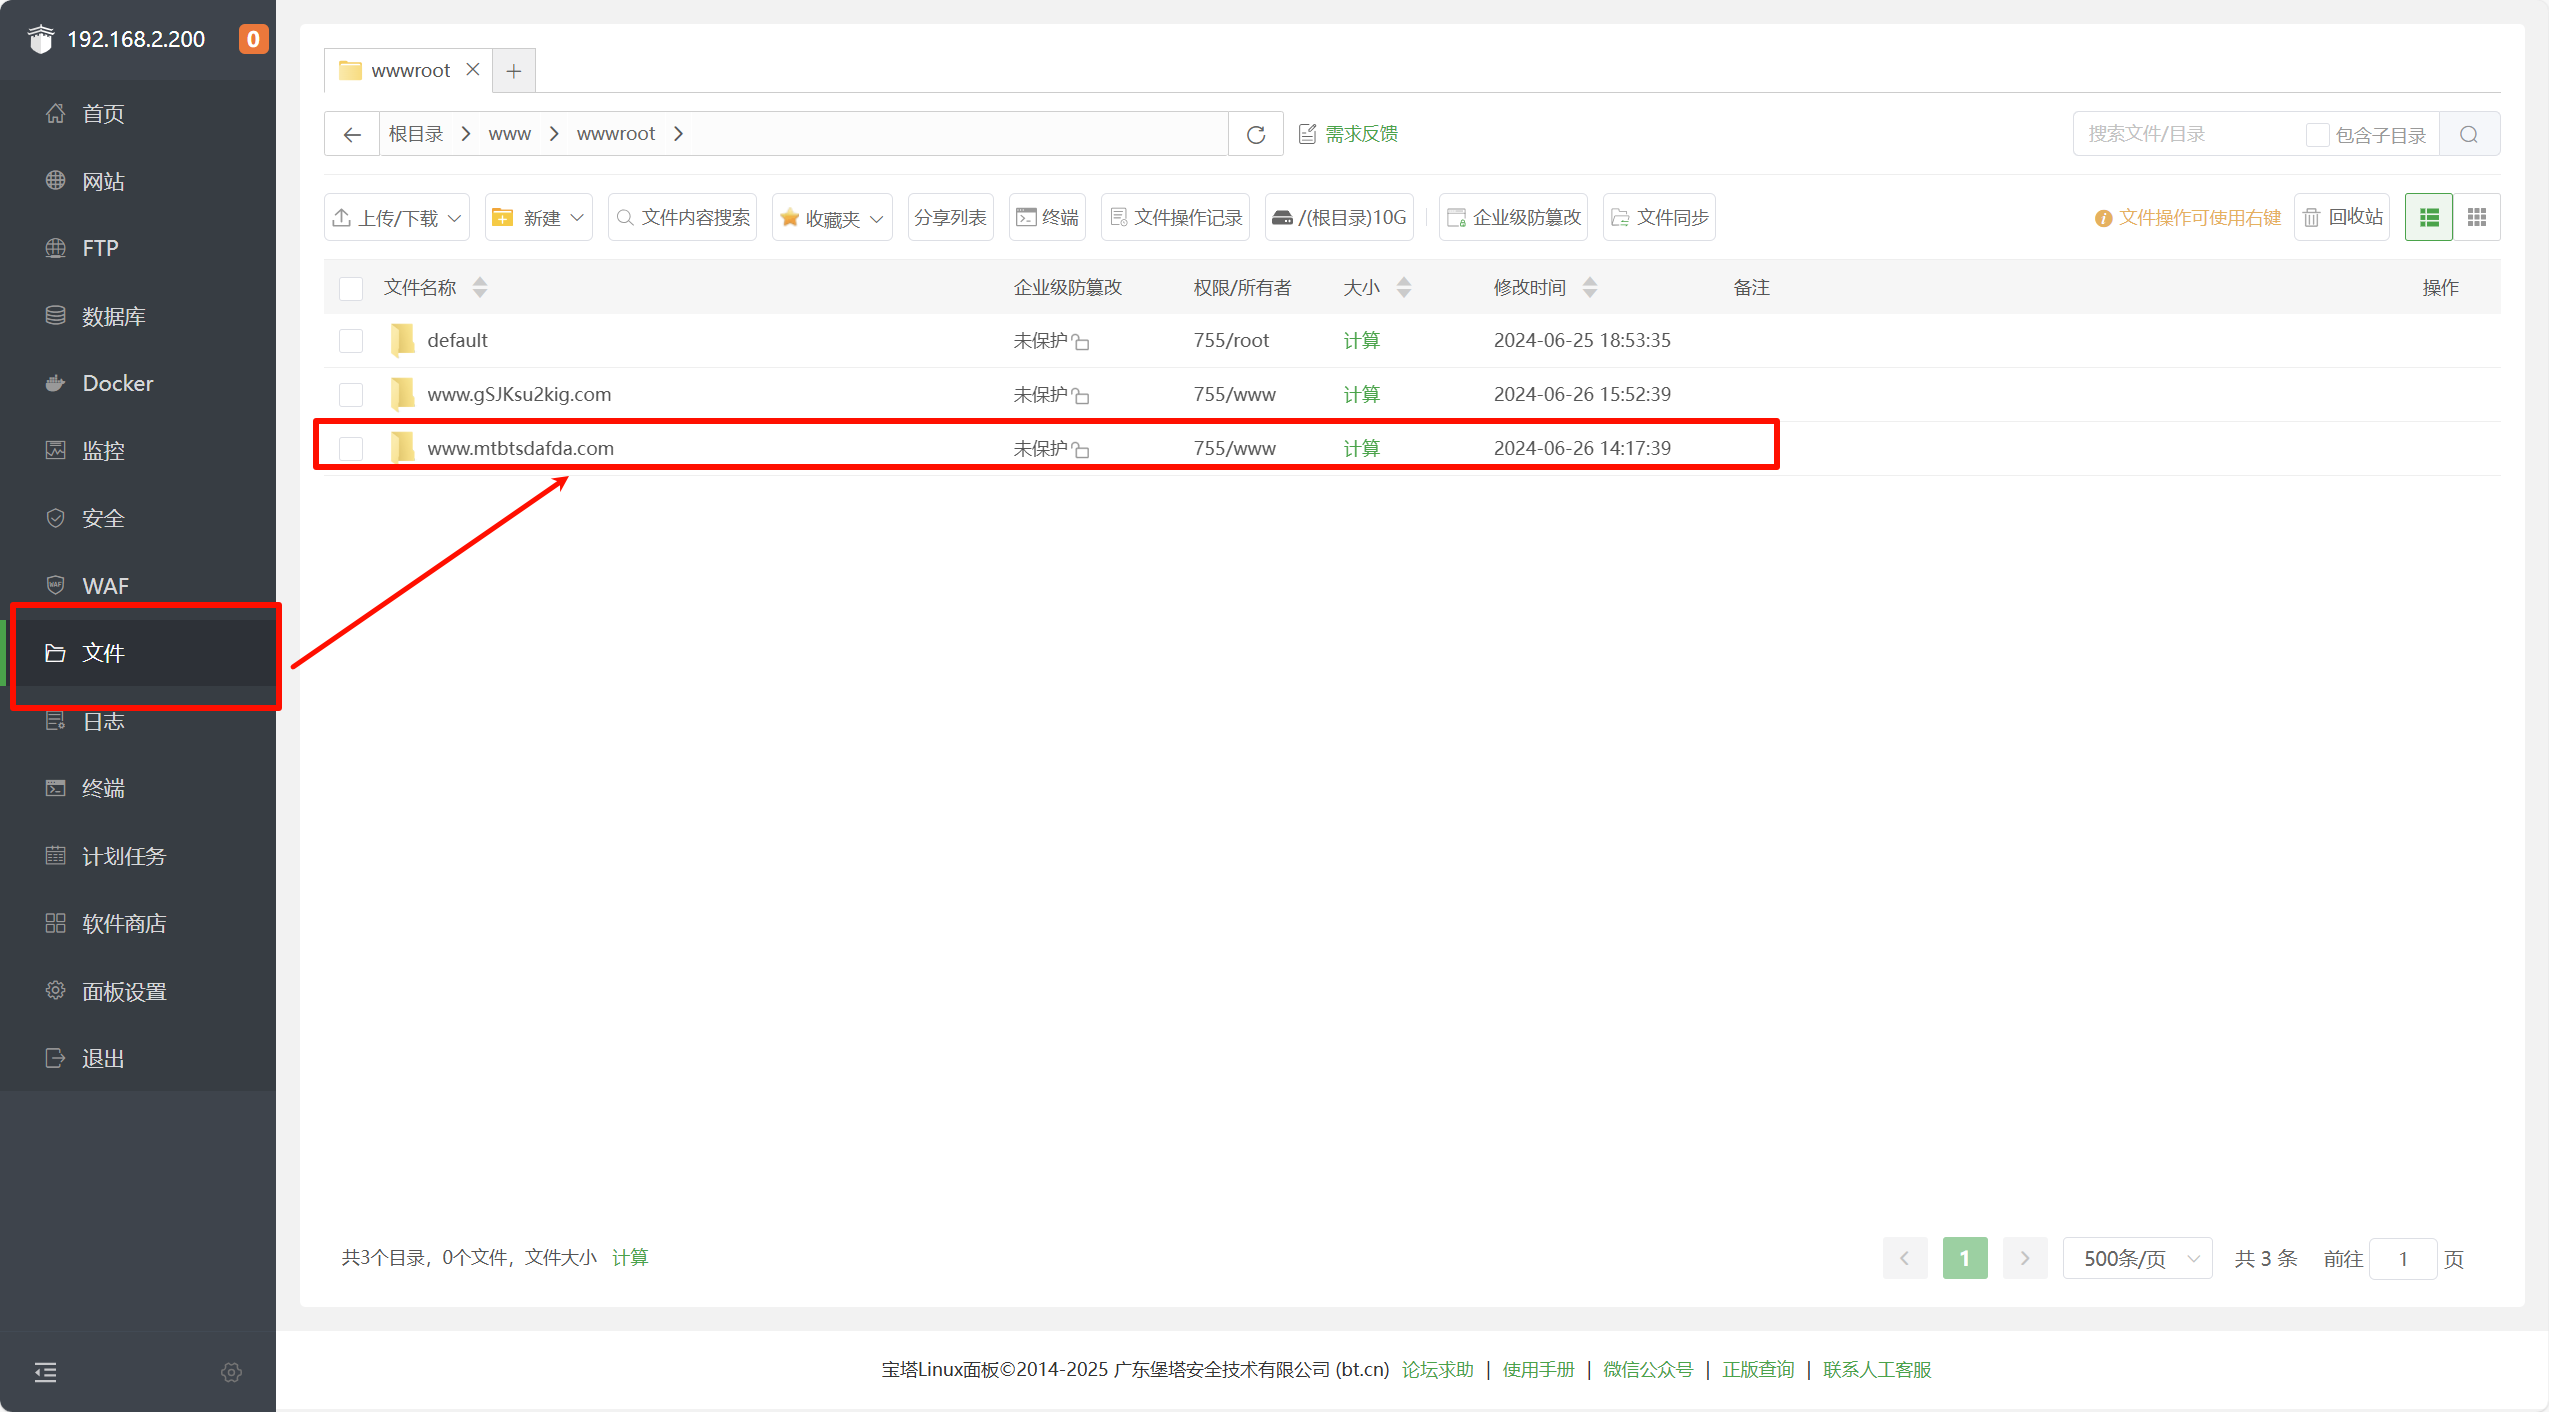 192.168.2.200 0
首页
网站
FTP
数据库
Docker
监控
安全
WAF
文件
日志
终端
计划任务
软件商店
面板设置
退出
wwwroot
根目录 www wwwroot
需求反馈
搜索文件/目录 包含子目录
上传/下载 新建 文件内容搜索 收藏夹 分享列表 终端 文件操作记录 /(根目录)10G 企业级防篡改 文件同步 文件操作可使用右键 回收站
文件名称 企业级防篡改 权限/所有者 大小 修改时间 备注 操作
default 未保护 755/root 计算 2024-06-25 18:53:35
www.gSJKsu2kig.com 未保护 755/www 计算 2024-06-26 15:52:39
www.mtbtsdafda.com 未保护 755/www 计算 2024-06-26 14:17:39
共3个目录，0个文件，文件大小 计算
1 500条/页 共 3 条 前往 1 页
宝塔Linux面板©2014-2025 广东堡塔安全技术有限公司 (bt.cn) 论坛求助 | 使用手册 | 微信公众号 | 正版查询 | 联系人工客服